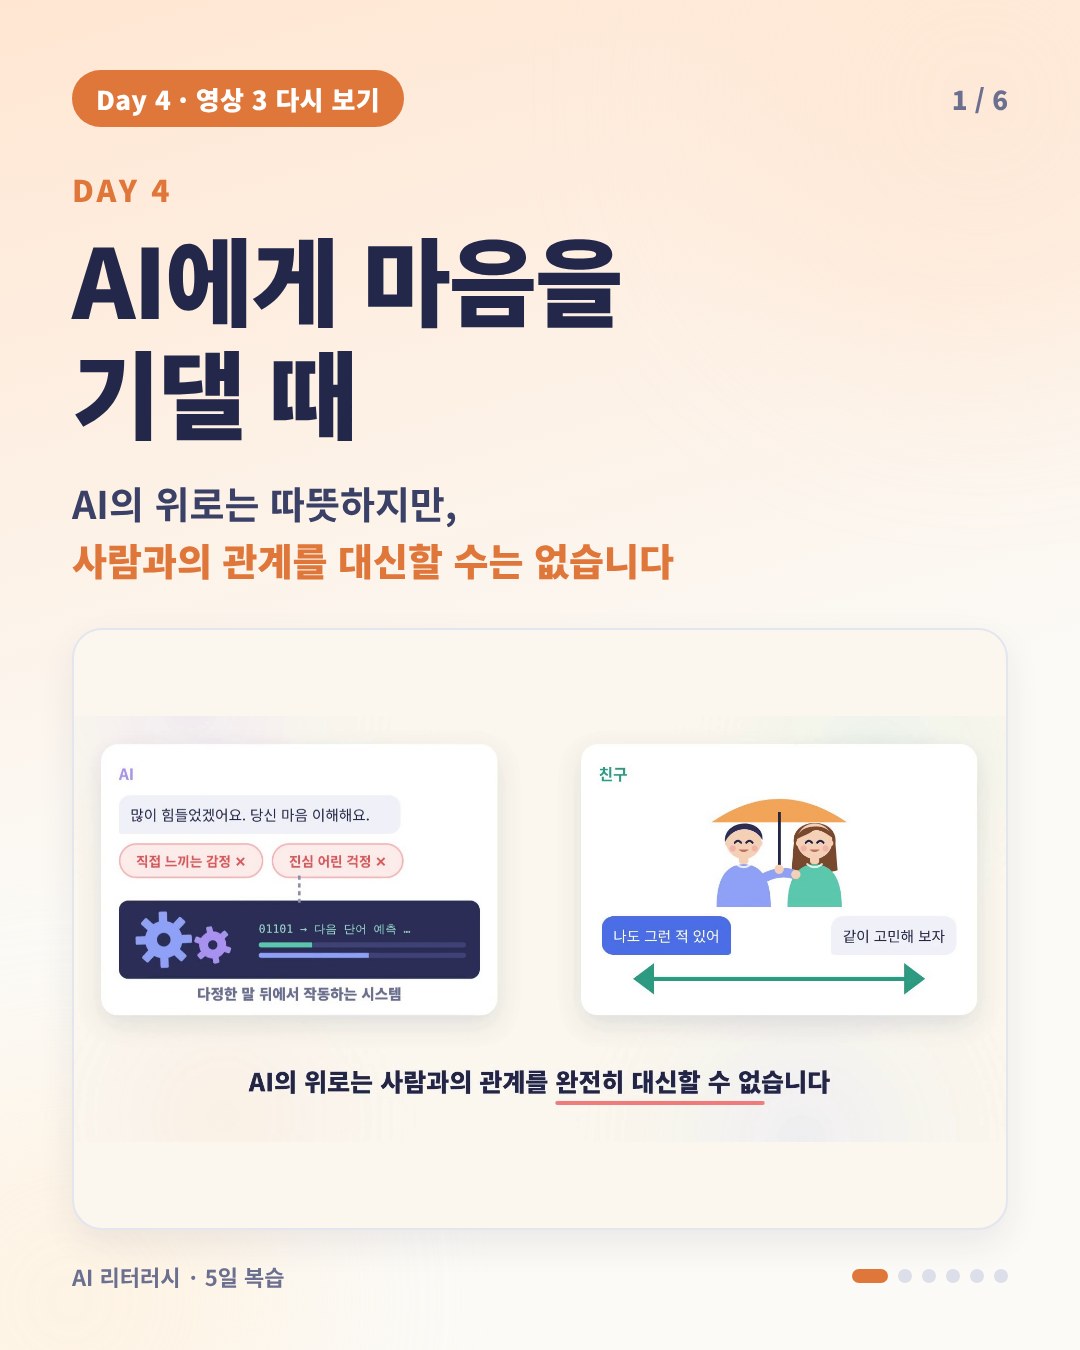 Day 4 · 영상 3 다시 보기
1 / 6
DAY 4
AI에게 마음을
기댈 때
AI의 위로는 따뜻하지만,
사람과의 관계를 대신할 수는 없습니다
AI
많이 힘들었겠어요. 당신 마음 이해해요.
직접 느끼는 감정 ×
진심 어린 걱정 ×
01101 → 다음 단어 예측 …
다정한 말 뒤에서 작동하는 시스템
친구
나도 그런 적 있어
같이 고민해 보자
AI의 위로는 사람과의 관계를 완전히 대신할 수 없습니다
AI 리터러시 · 5일 복습